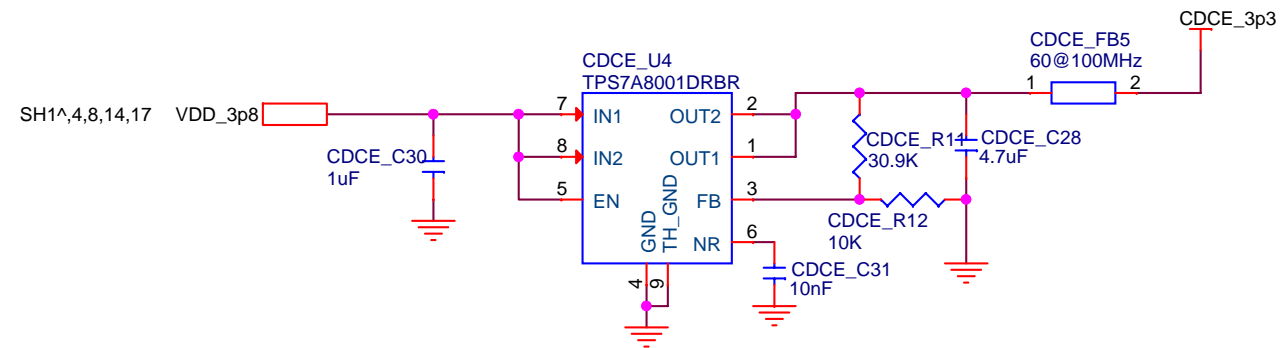 CDCE_3p3
CDCE_FB5
60@100MHz
1 2
CDCE_U4
TPS7A8001DRBR
SH1^,4,8,14,17 VDD_3p8
7 IN1 OUT2 2
8 IN2 OUT1 1
5 EN FB 3
GND TH_GND NR 6
4 9
CDCE_C30
1uF
CDCE_R11
30.9K
CDCE_C28
4.7uF
CDCE_R12
10K
CDCE_C31
10nF